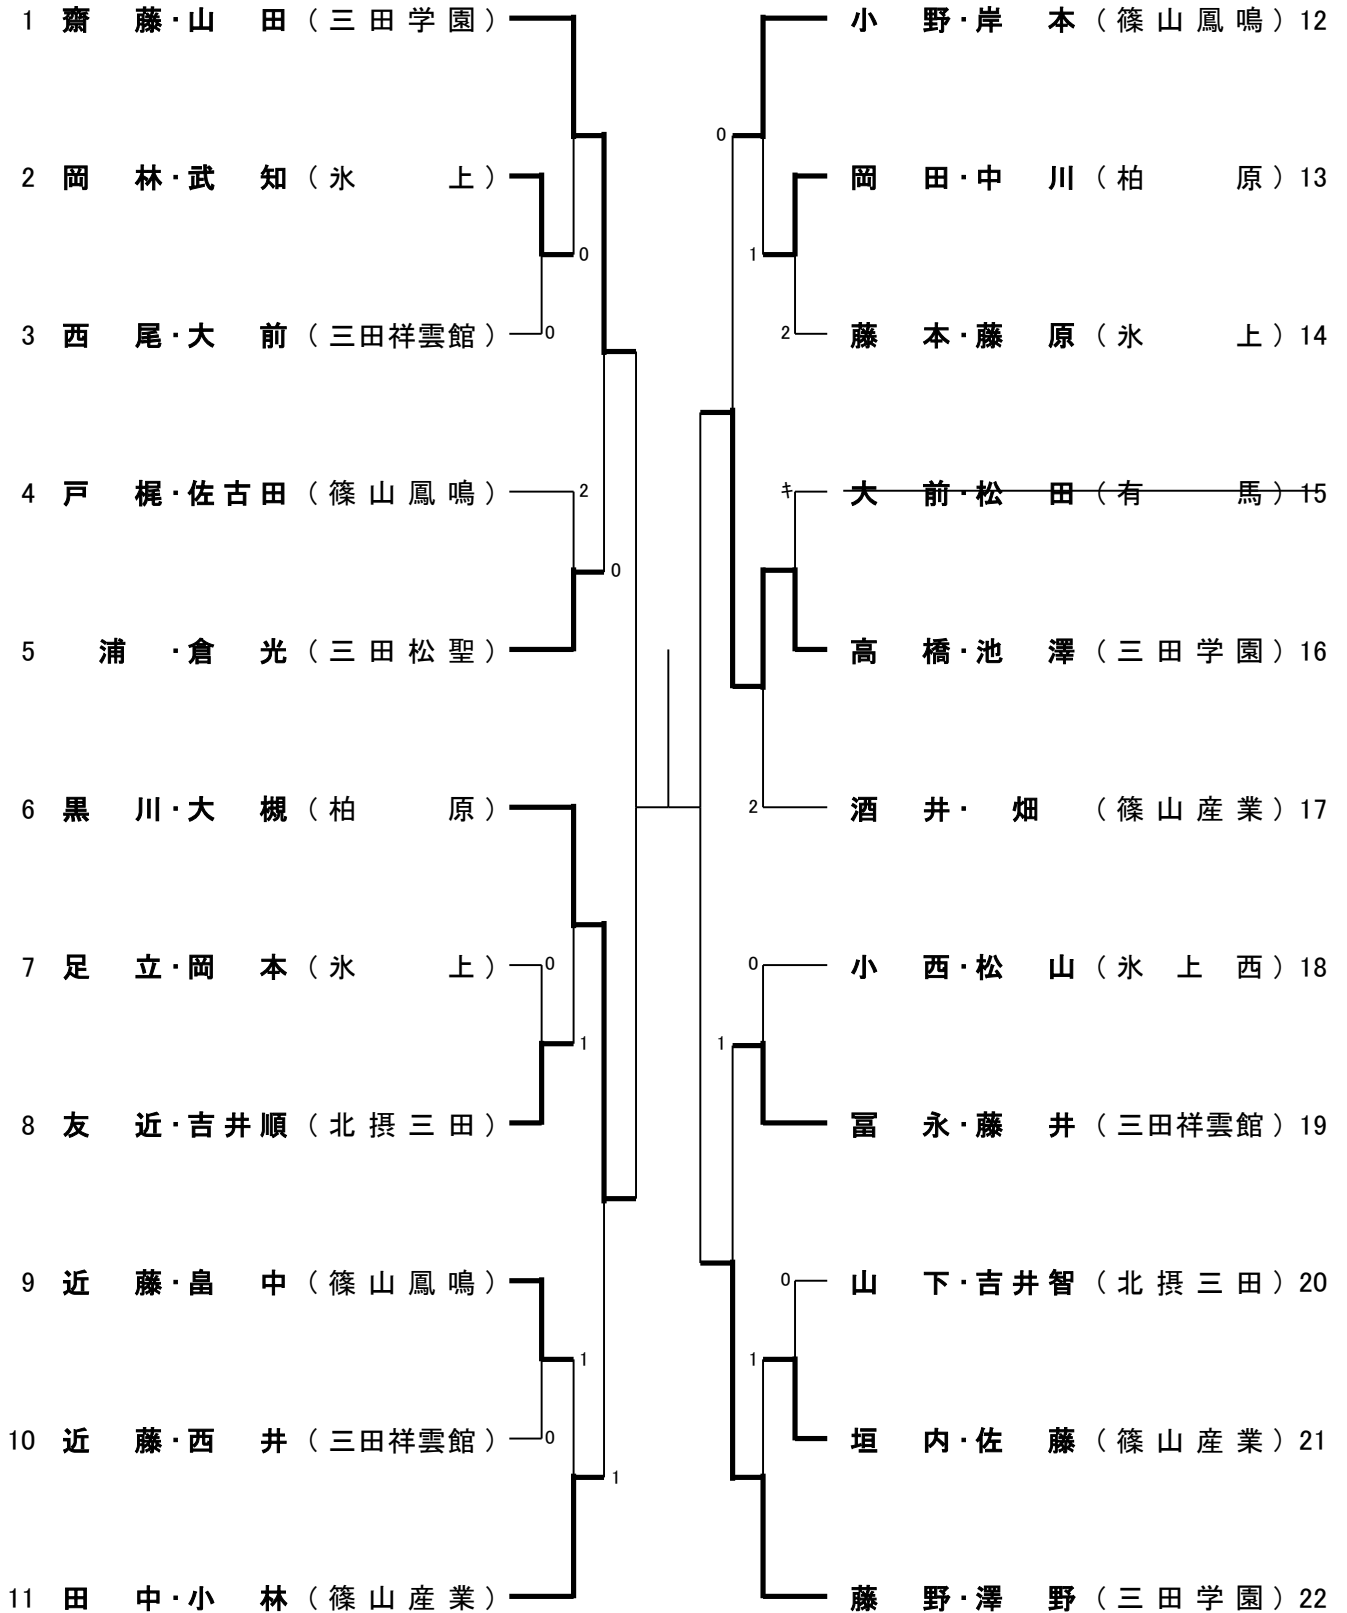 1 齋藤・山田（三田学園） 小野・岸本（篠山鳳鳴）12
0
2 岡林・武知（氷上） 岡田・中川（柏原）13
0 1
3 西尾・大前（三田祥雲館） 0 2 藤本・藤原（氷上）14
4 戸梶・佐古田（篠山鳳鳴） 2 キ 大前・松田（有馬）15
0
5 浦・倉光（三田松聖） 高橋・池澤（三田学園）16
6 黒川・大槻（柏原） 2 酒井・畑（篠山産業）17
7 足立・岡本（氷上） 0 0 小西・松山（氷上西）18
1 1
8 友近・吉井順（北摂三田） 冨永・藤井（三田祥雲館）19
9 近藤・畠中（篠山鳳鳴） 0 山下・吉井智（北摂三田）20
1 1
10 近藤・西井（三田祥雲館） 0 垣内・佐藤（篠山産業）21
1
11 田中・小林（篠山産業） 藤野・澤野（三田学園）22